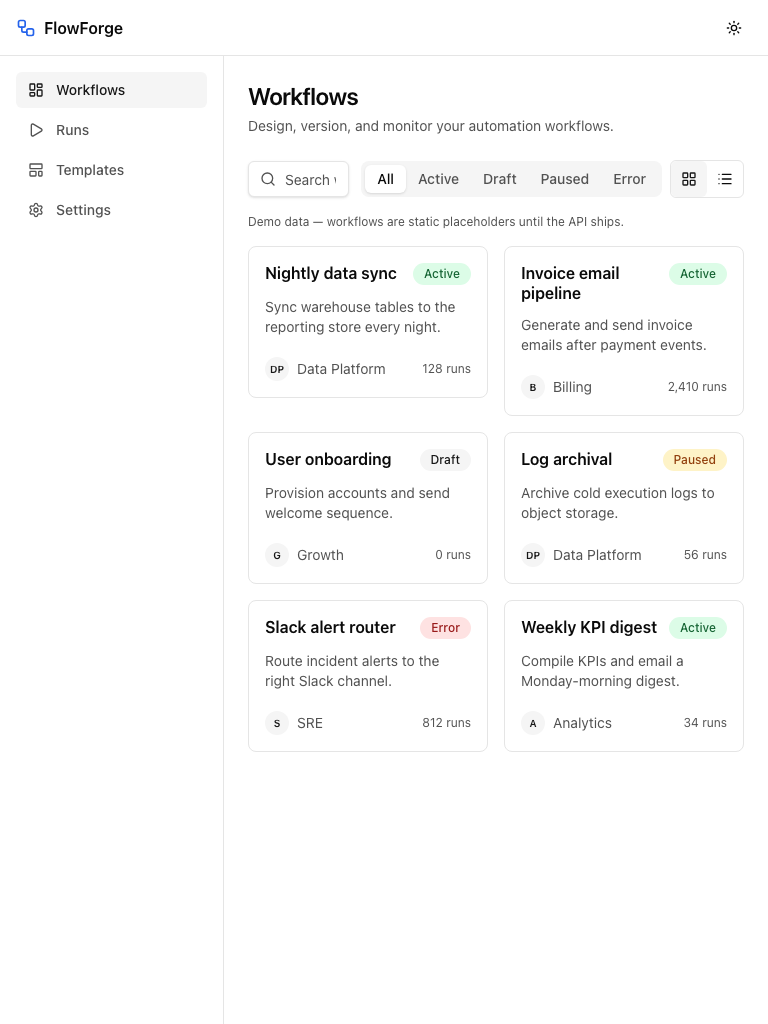 FlowForge
Workflows
Runs
Templates
Settings
Workflows
Design, version, and monitor your automation workflows.
Search
All
Active
Draft
Paused
Error
Demo data — workflows are static placeholders until the API ships.
Nightly data sync
Active
Sync warehouse tables to the
reporting store every night.
DP
Data Platform
128 runs
Invoice email
pipeline
Active
Generate and send invoice
emails after payment events.
B
Billing
2,410 runs
User onboarding
Draft
Provision accounts and send
welcome sequence.
G
Growth
0 runs
Log archival
Paused
Archive cold execution logs to
object storage.
DP
Data Platform
56 runs
Slack alert router
Error
Route incident alerts to the
right Slack channel.
S
SRE
812 runs
Weekly KPI digest
Active
Compile KPIs and email a
Monday-morning digest.
A
Analytics
34 runs